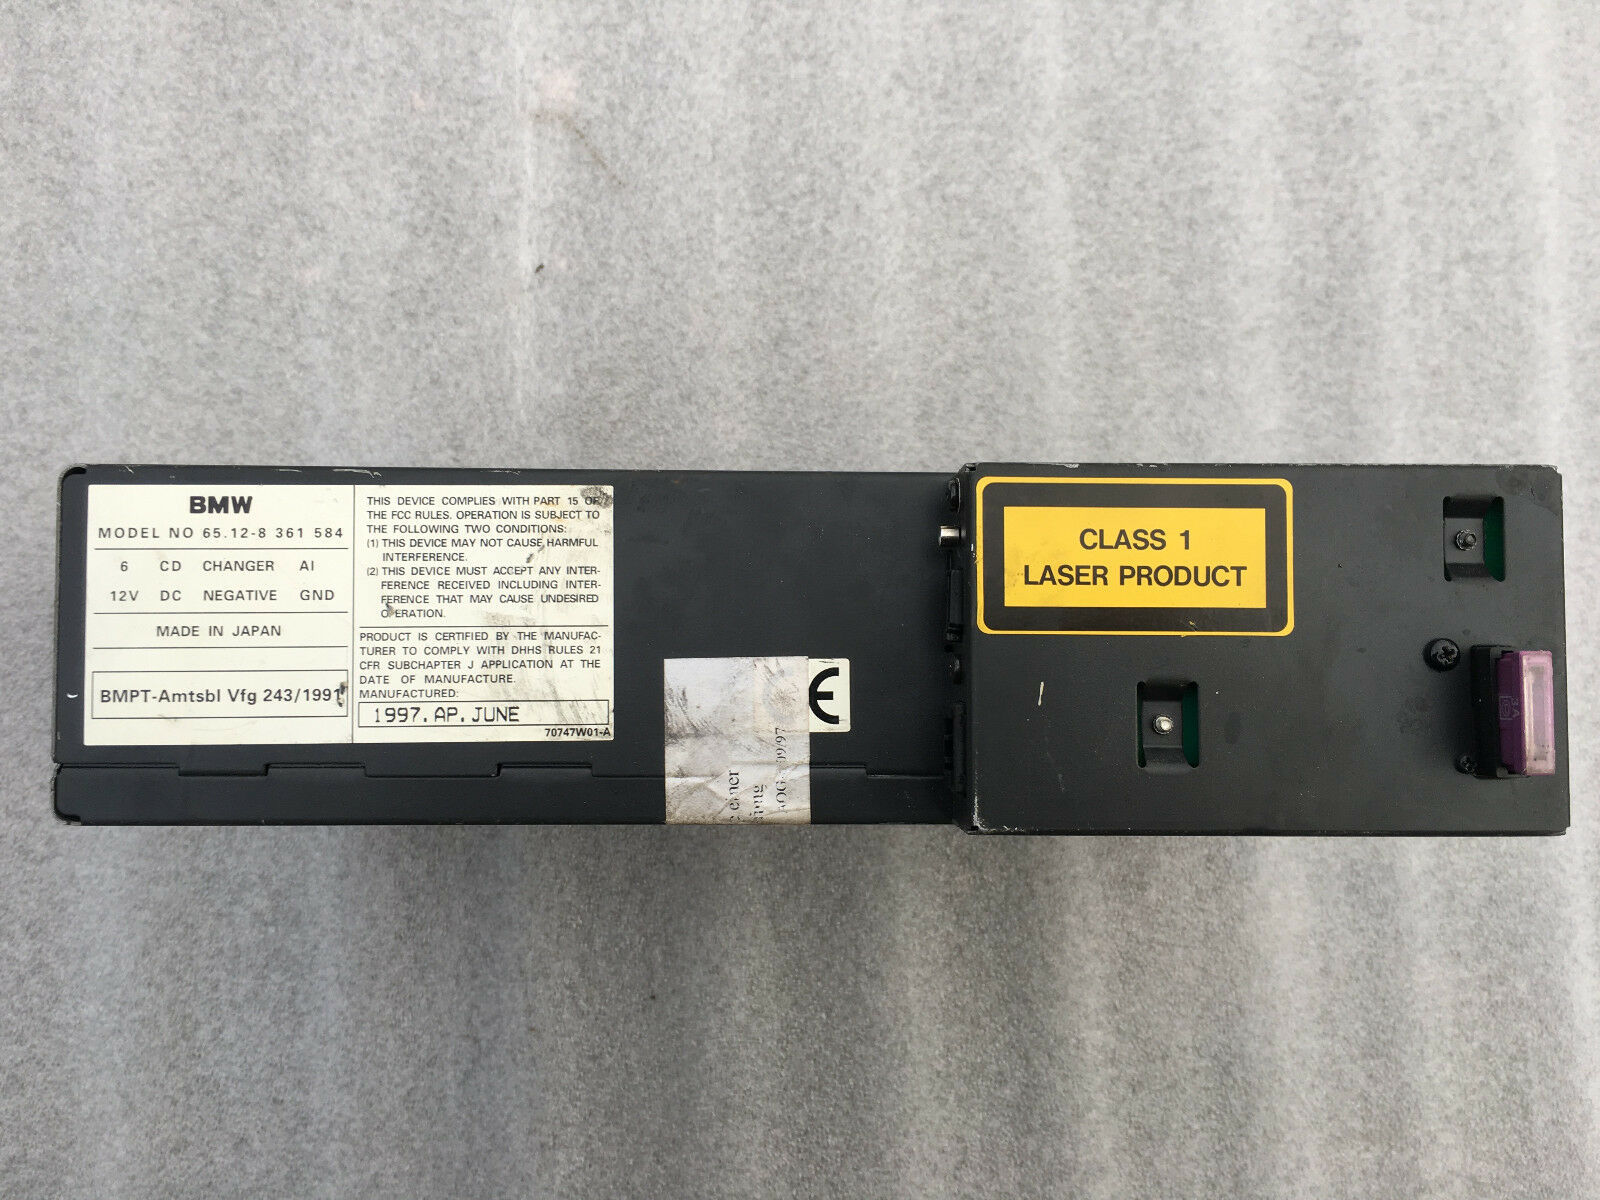 BMW
MODEL NO 65.12-8 361 584
6 CD CHANGER AI
12V DC NEGATIVE GND
MADE IN JAPAN
BMPT-Amtsbl Vfg 243/1991
THIS DEVICE COMPLIES WITH PART 15 OF
THE FCC RULES. OPERATION IS SUBJECT TO
THE FOLLOWING TWO CONDITIONS:
(1) THIS DEVICE MAY NOT CAUSE HARMFUL
INTERFERENCE.
(2) THIS DEVICE MUST ACCEPT ANY INTER-
FERENCE RECEIVED INCLUDING INTER-
FERENCE THAT MAY CAUSE UNDESIRED
OPERATION.
PRODUCT IS CERTIFIED BY THE MANUFAC-
TURER TO COMPLY WITH DHHS RULES 21
CFR SUBCHAPTER J APPLICATION AT THE
DATE OF MANUFACTURE.
MANUFACTURED:
1997. AP. JUNE
70747W01-A
09/97
E
CLASS 1
LASER PRODUCT
3A